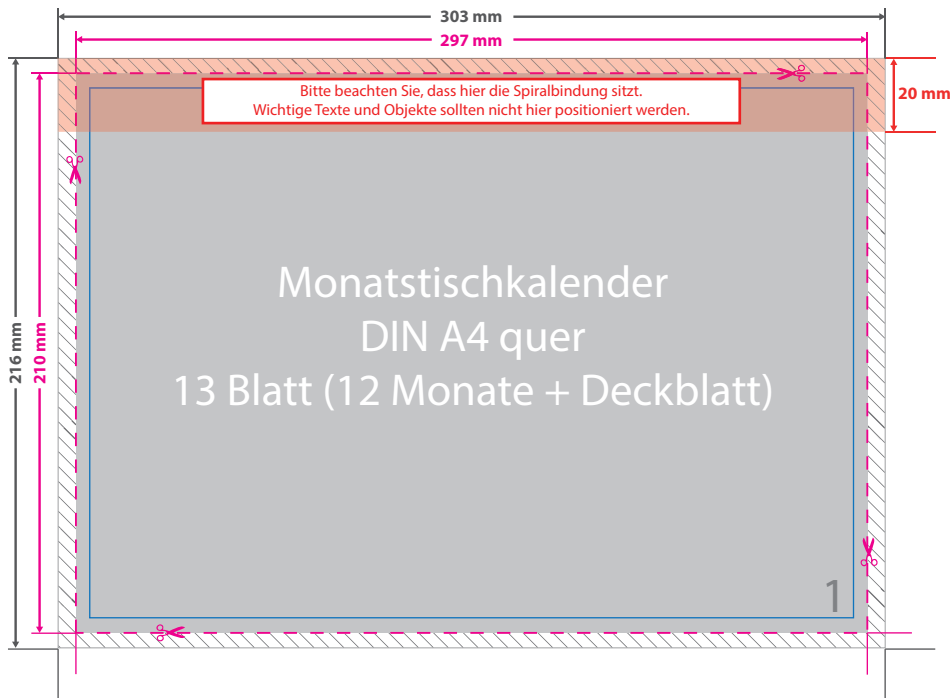 303 mm
297 mm
Bitte beachten Sie, dass hier die Spiralbindung sitzt.
Wichtige Texte und Objekte sollten nicht hier positioniert werden.
20 mm
216 mm
210 mm
Monatstischkalender
DIN A4 quer
13 Blatt (12 Monate + Deckblatt)
1